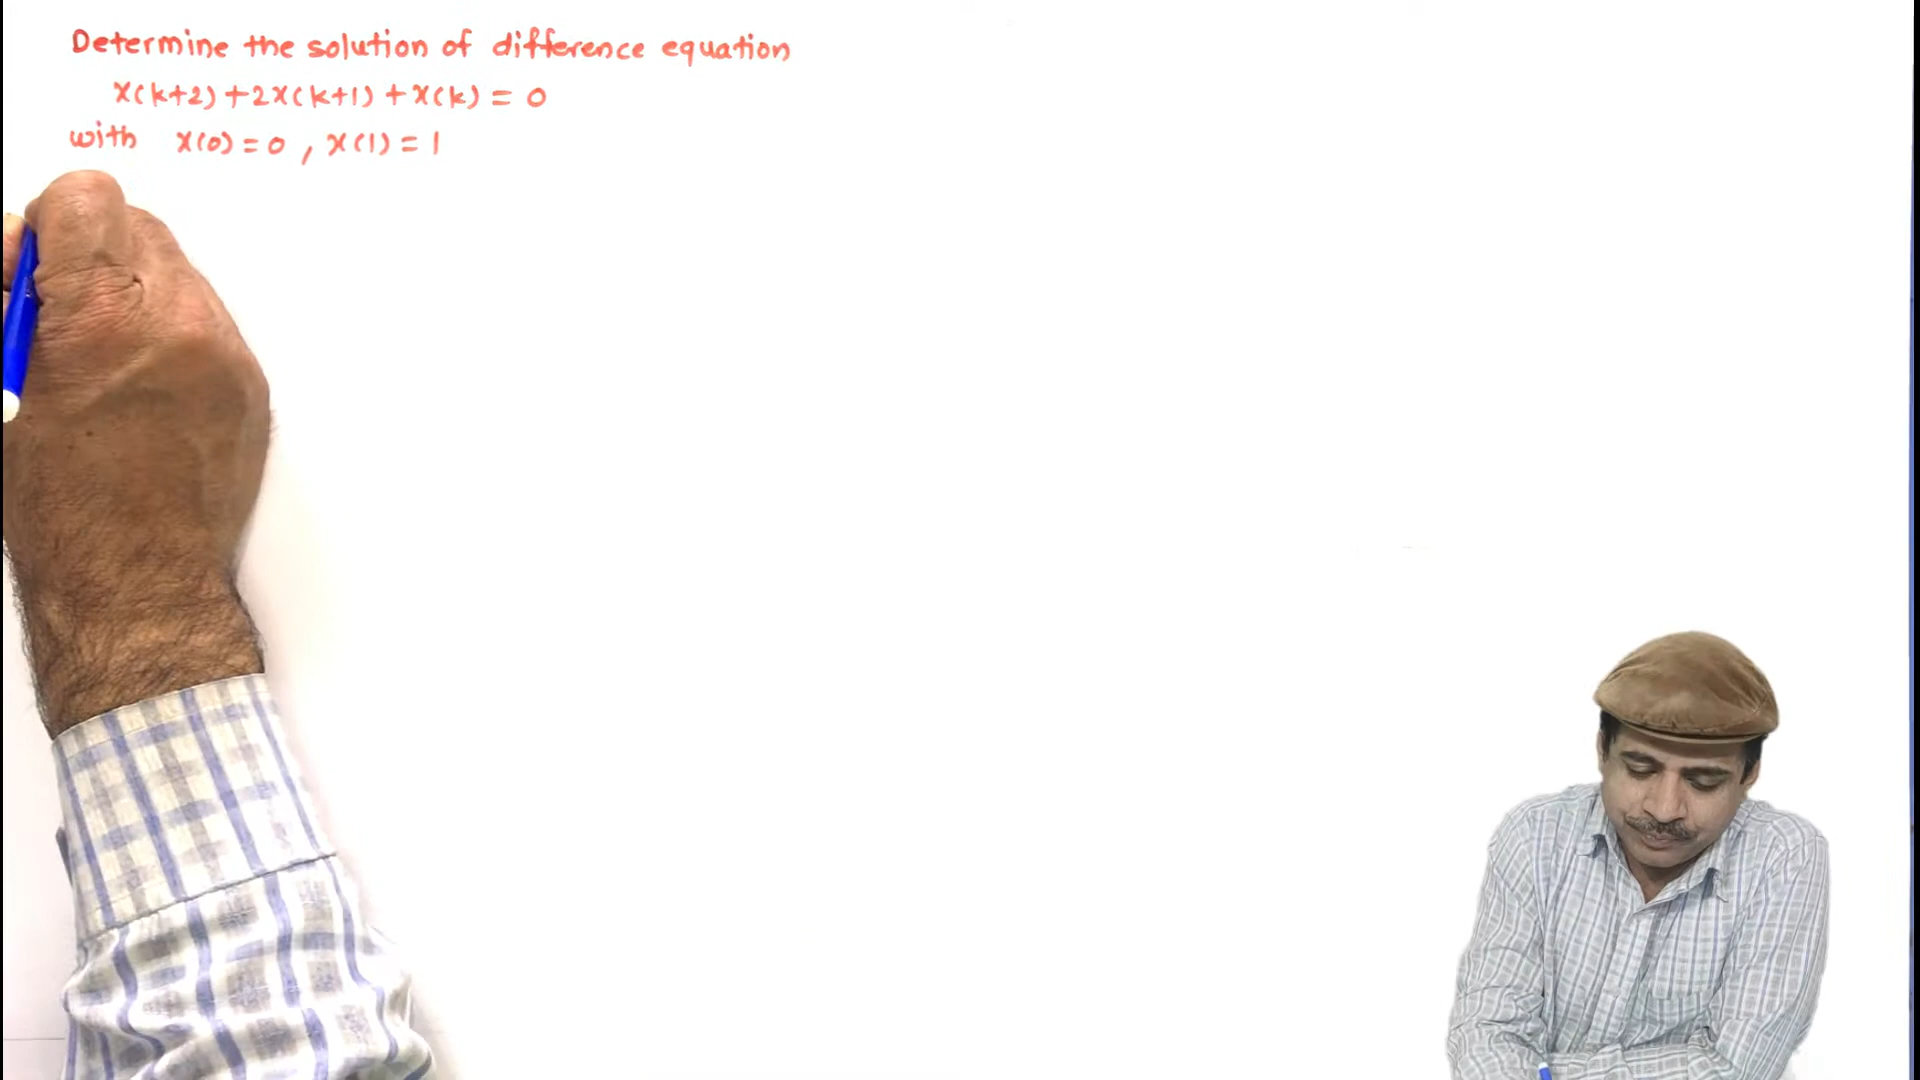 Determine the solution of difference equation
x(k+2)+2x(k+1)+x(k) = 0
with x(0)=0, x(1)=1